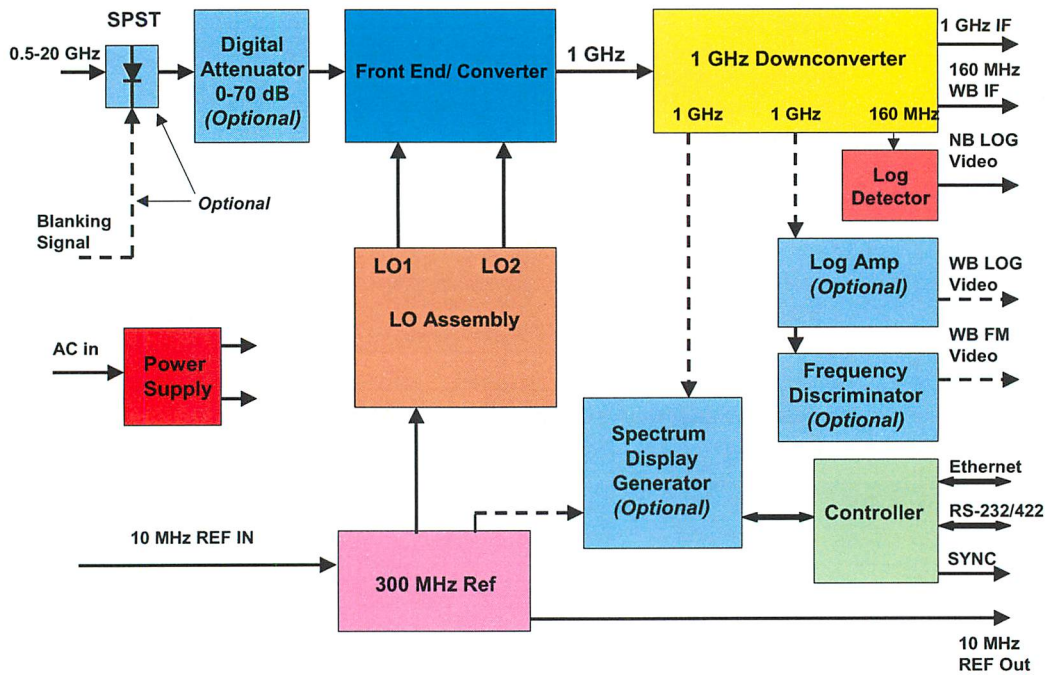 SPST
0.5-20 GHz
Digital
Attenuator
0-70 dB
(Optional)
Front End/ Converter
1 GHz
1 GHz Downconverter
1 GHz
1 GHz
160 MHz
1 GHz IF
160 MHz
WB IF
NB LOG
Video
Log
Detector
Optional
Blanking
Signal
LO1
LO2
LO Assembly
Log Amp
(Optional)
WB LOG
Video
AC in
Power
Supply
Frequency
Discriminator
(Optional)
WB FM
Video
Spectrum
Display
Generator
(Optional)
Controller
Ethernet
RS-232/422
SYNC
10 MHz REF IN
300 MHz Ref
10 MHz
REF Out